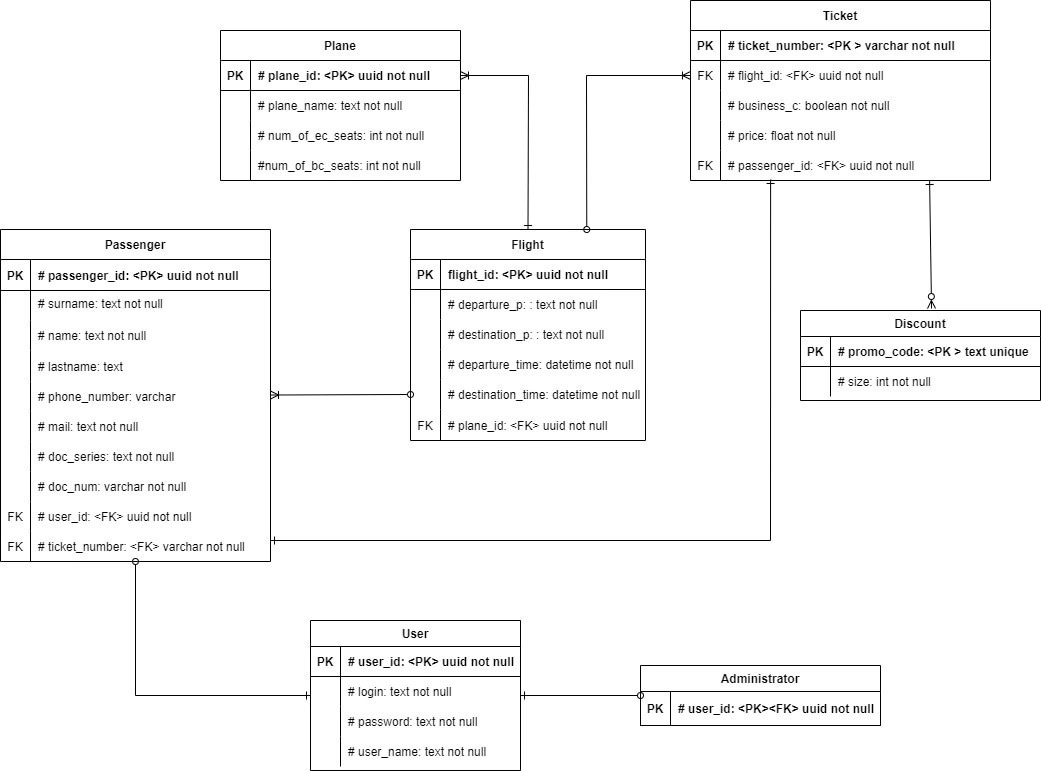 Plane
PK # plane_id: <PK> uuid not null
# plane_name: text not null
# num_of_ec_seats: int not null
#num_of_bc_seats: int not null
Ticket
PK # ticket_number: <PK > varchar not null
FK # flight_id: <FK> uuid not null
# business_c: boolean not null
# price: float not null
FK # passenger_id: <FK> uuid not null
Passenger
PK # passenger_id: <PK> uuid not null
# surname: text not null
# name: text not null
# lastname: text
# phone_number: varchar
# mail: text not null
# doc_series: text not null
# doc_num: varchar not null
FK # user_id: <FK> uuid not null
FK # ticket_number: <FK> varchar not null
Flight
PK flight_id: <PK> uuid not null
# departure_p: : text not null
# destination_p: : text not null
# departure_time: datetime not null
# destination_time: datetime not null
FK # plane_id: <FK> uuid not null
Discount
PK # promo_code: <PK > text unique
# size: int not null
User
PK # user_id: <PK> uuid not null
# login: text not null
# password: text not null
# user_name: text not null
Administrator
PK # user_id: <PK><FK> uuid not null